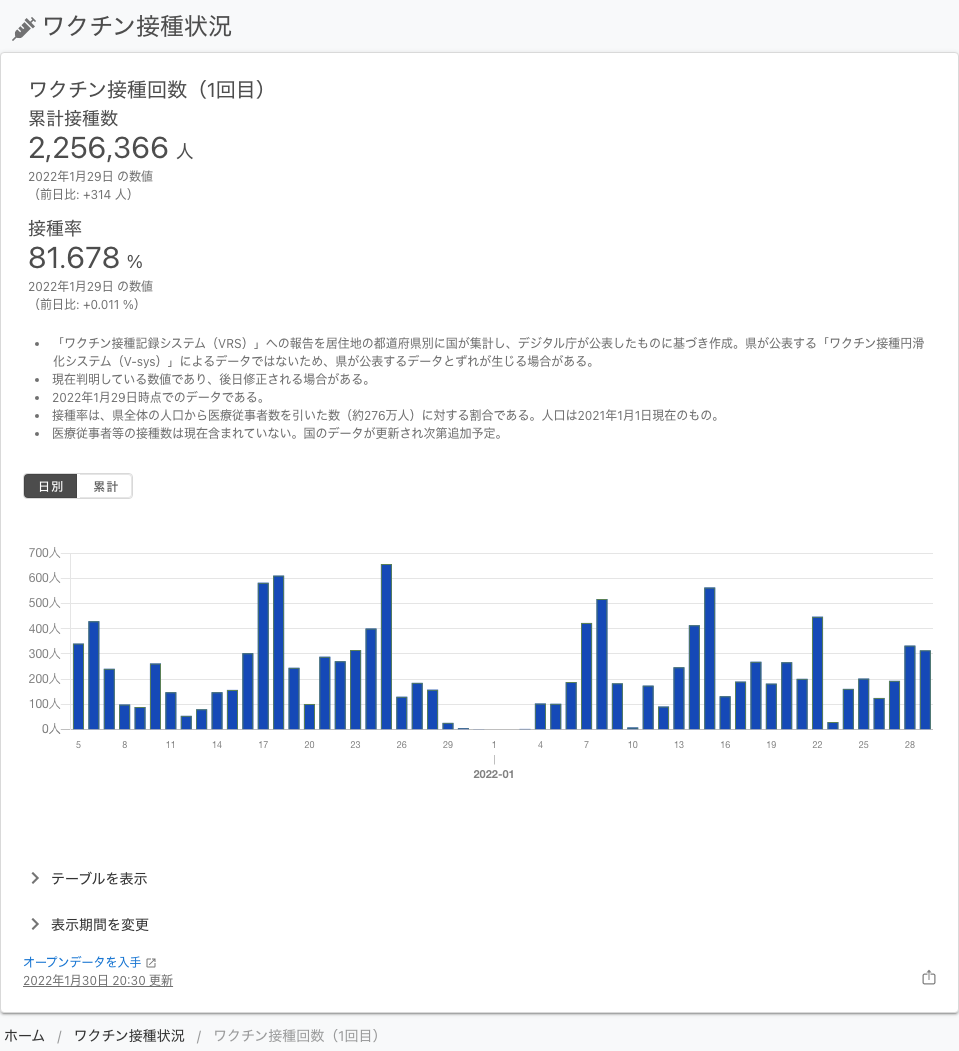 ワクチン接種状況
ワクチン接種回数（1回目）
累計接種数
2,256,366 人
2022年1月29日 の数値
（前日比: +314 人）
接種率
81.678 %
2022年1月29日 の数値
（前日比: +0.011 %）
• 「ワクチン接種記録システム（VRS）」への報告を居住地の都道府県別に国が集計し、デジタル庁が公表したものに基づき作成。県が公表する「ワクチン接種円滑
化システム（V-sys）」によるデータではないため、県が公表するデータとずれが生じる場合がある。
• 現在判明している数値であり、後日修正される場合がある。
• 2022年1月29日時点でのデータである。
• 接種率は、県全体の人口から医療従事者数を引いた数（約276万人）に対する割合である。人口は2021年1月1日現在のもの。
• 医療従事者等の接種数は現在含まれていない。国のデータが更新され次第追加予定。
日別 累計
700人
600人
500人
400人
300人
200人
100人
0人
5 8 11 14 17 20 23 26 29 1 4 7 10 13 16 19 22 25 28
2022-01
テーブルを表示
表示期間を変更
オープンデータを入手
2022年1月30日 20:30 更新
ホーム / ワクチン接種状況 / ワクチン接種回数（1回目）